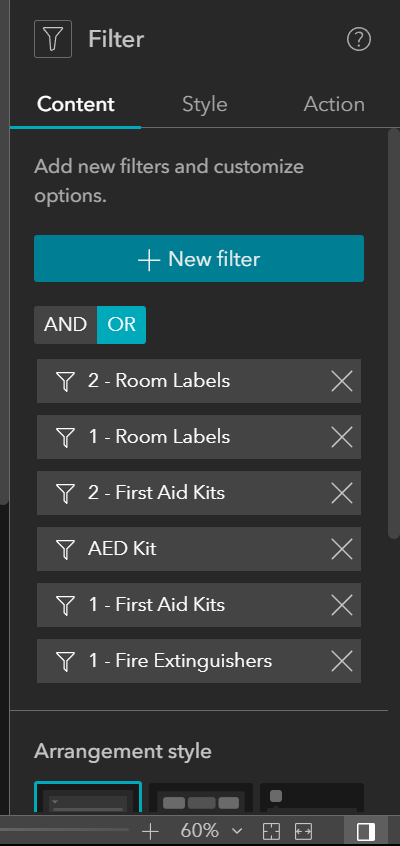 Filter
?
Content Style Action
Add new filters and customize
options.
+ New filter
AND OR
2 - Room Labels
1 - Room Labels
2 - First Aid Kits
AED Kit
1 - First Aid Kits
1 - Fire Extinguishers
Arrangement style
60%